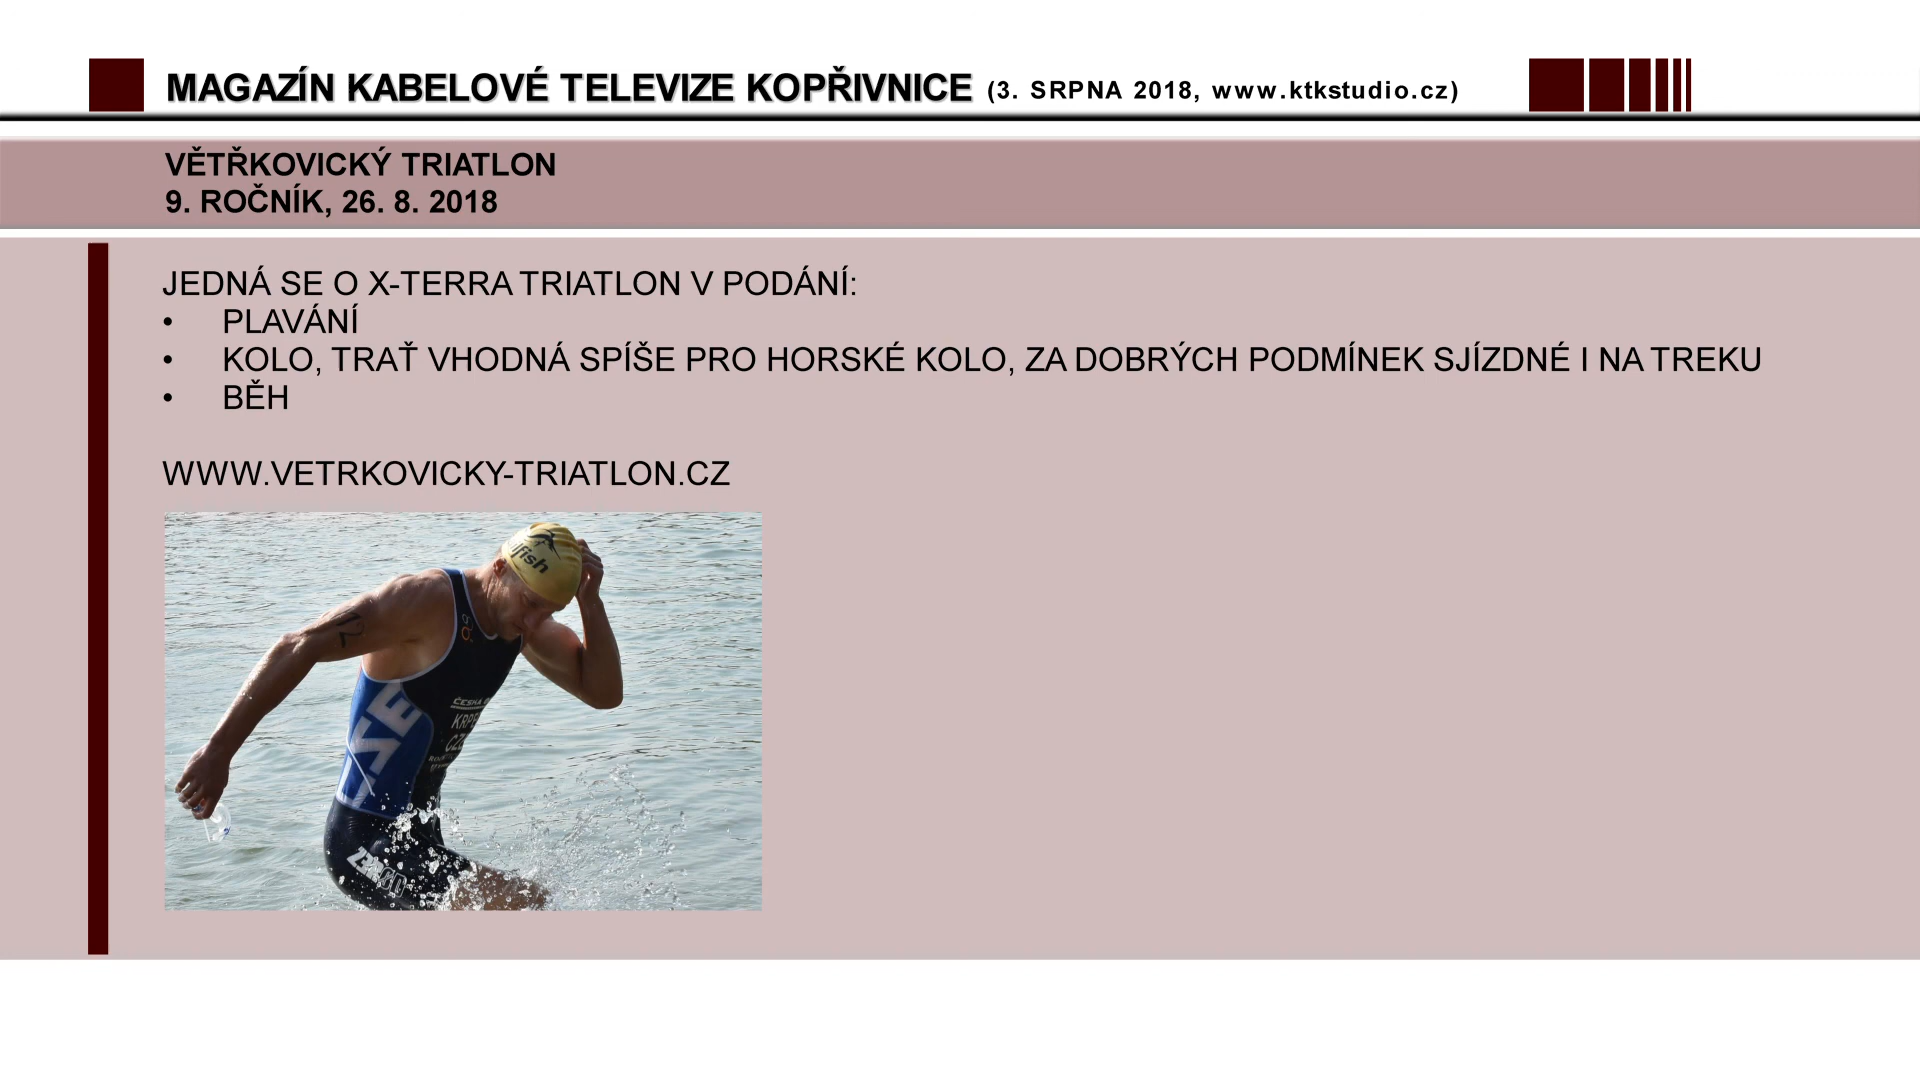 MAGAZÍN KABELOVÉ TELEVIZE KOPŘIVNICE (3. SRPNA 2018, www.ktkstudio.cz)
VĚTŘKOVICKÝ TRIATLON
9. ROČNÍK, 26. 8. 2018
JEDNÁ SE O X-TERRA TRIATLON V PODÁNÍ:
• PLAVÁNÍ
• KOLO, TRAŤ VHODNÁ SPÍŠE PRO HORSKÉ KOLO, ZA DOBRÝCH PODMÍNEK SJÍZDNÉ I NA TREKU
• BĚH
WWW.VETRKOVICKY-TRIATLON.CZ
12
ČESKÁ